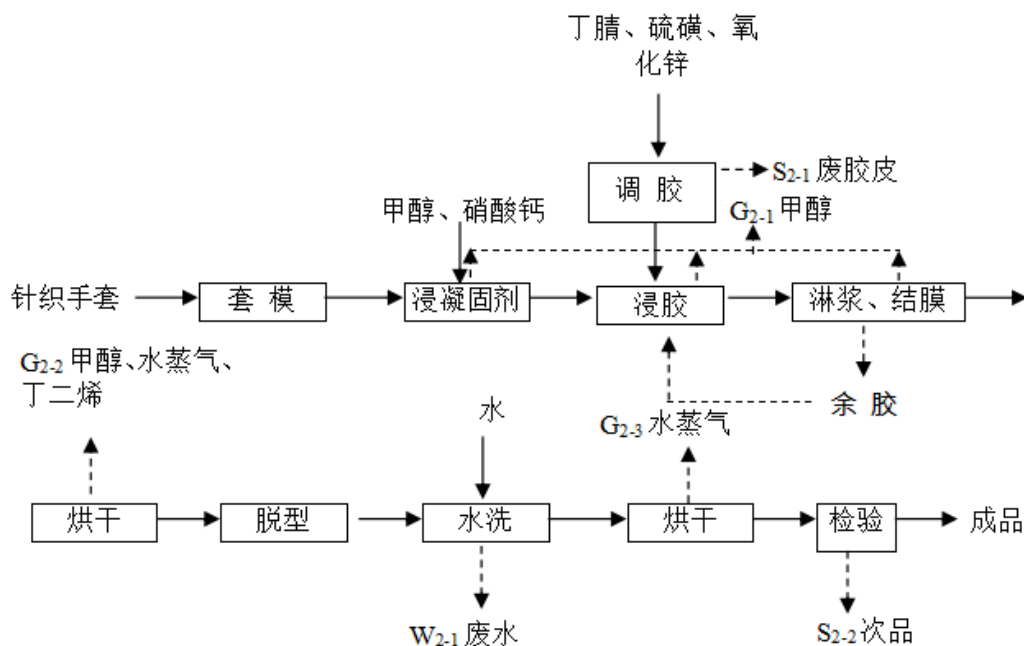 丁腈、硫磺、氧
化锌
调 胶
S2-1 废胶皮
甲醇、硝酸钙
G2-1 甲醇
针织手套
套 模
浸凝固剂
浸胶
淋浆、结膜
G2-2 甲醇、水蒸气、
丁二烯
余 胶
水
G2-3 水蒸气
烘干
脱型
水洗
烘干
检验
成品
W2-1 废水
S2-2 次品